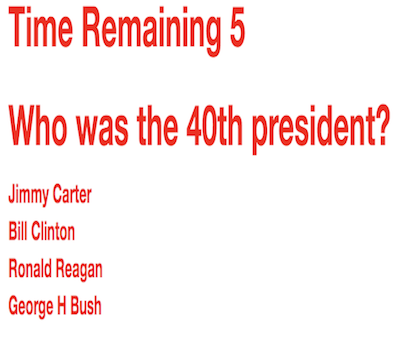 Time Remaining 5
Who was the 40th president?
Jimmy Carter
Bill Clinton
Ronald Reagan
George H Bush